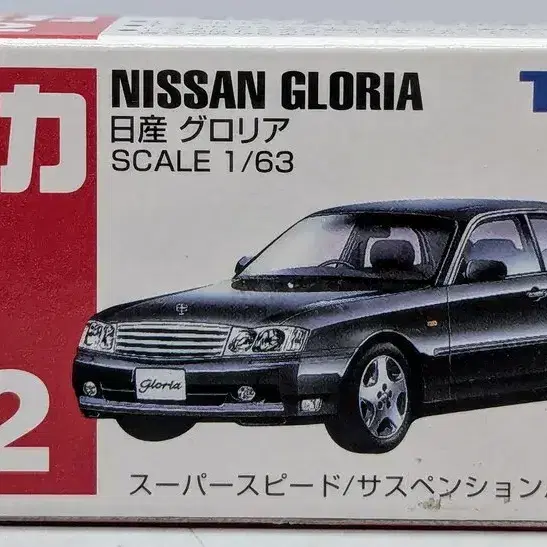 カ
2
NISSAN GLORIA
日産 グロリア
SCALE 1/63
T
Gloria
スーパースピード/サスペンション